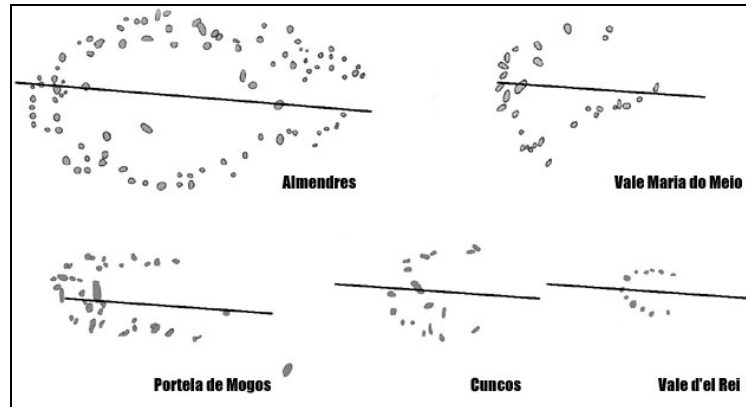 Almendres
Vale Maria do Meio
Portela de Mogos
Cuncos
Vale d'el Rei